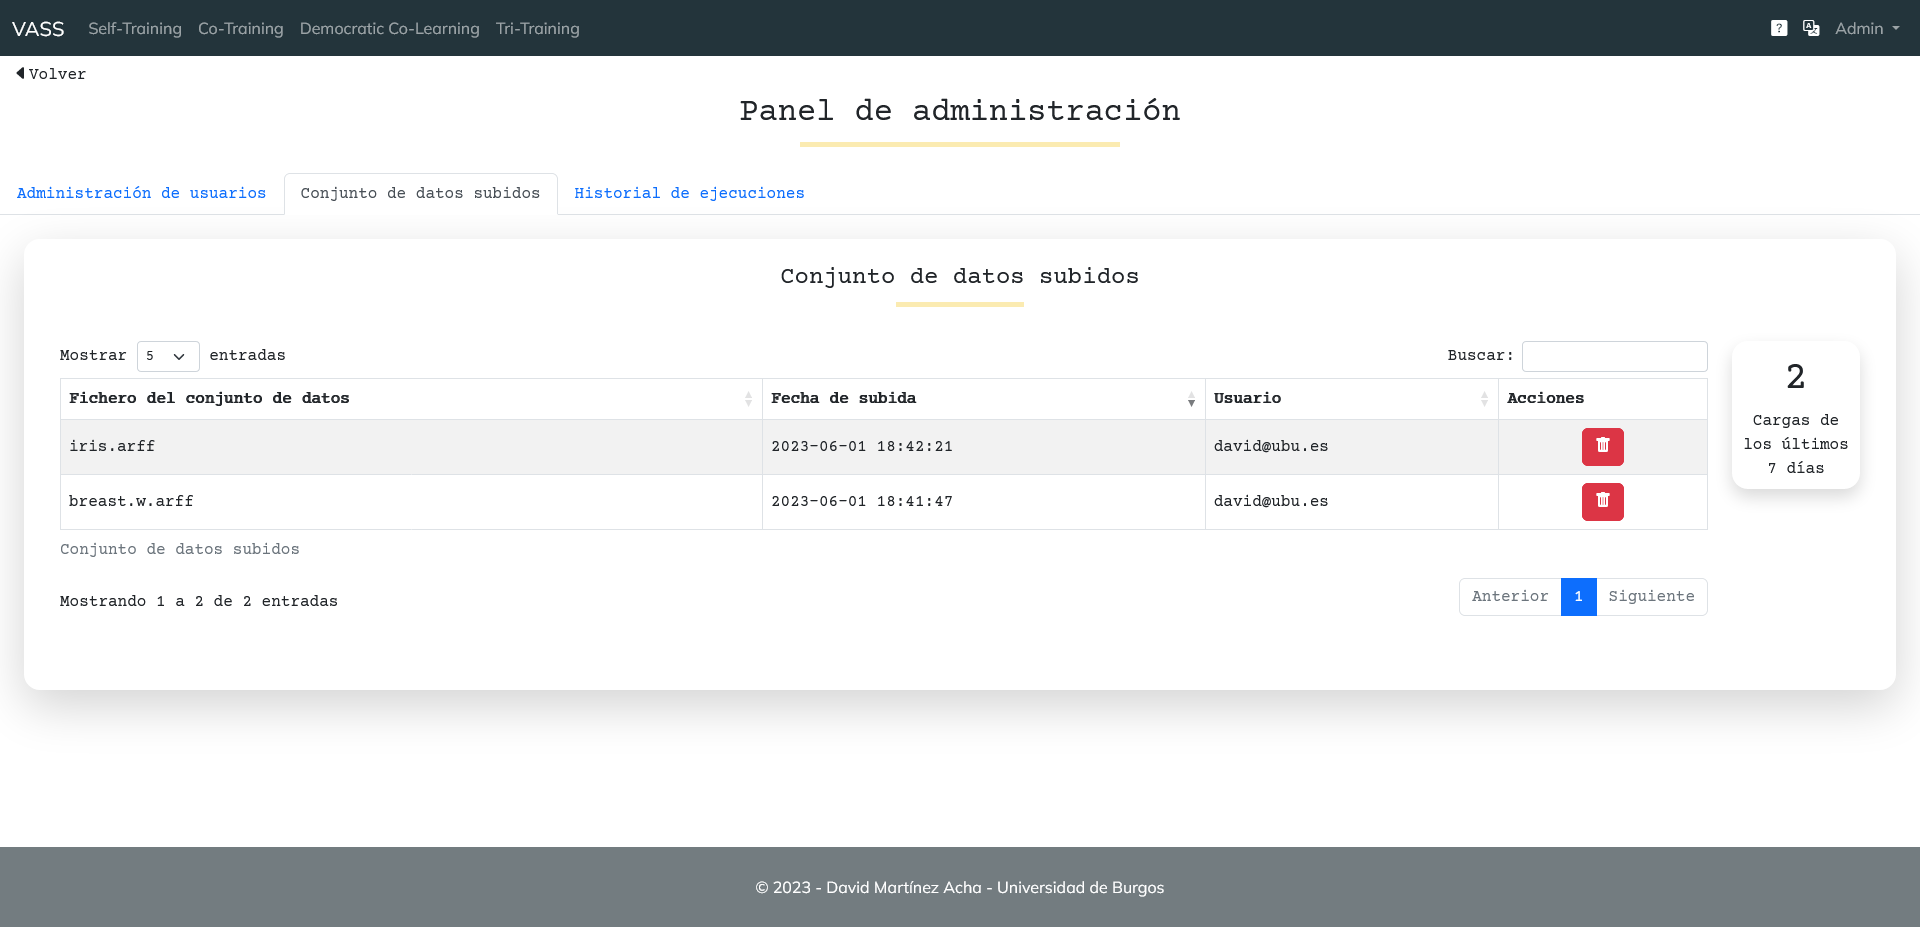 VASS Self-Training Co-Training Democratic Co-Learning Tri-Training Admin
Volver
Panel de administración
Administración de usuarios Conjunto de datos subidos Historial de ejecuciones
Conjunto de datos subidos
Mostrar 5 entradas Buscar:
Fichero del conjunto de datos Fecha de subida Usuario Acciones
iris.arff 2023-06-01 18:42:21 david@ubu.es
breast.w.arff 2023-06-01 18:41:47 david@ubu.es
Conjunto de datos subidos
Mostrando 1 a 2 de 2 entradas Anterior 1 Siguiente
2
Cargas de
los últimos
7 días
© 2023 - David Martínez Acha - Universidad de Burgos